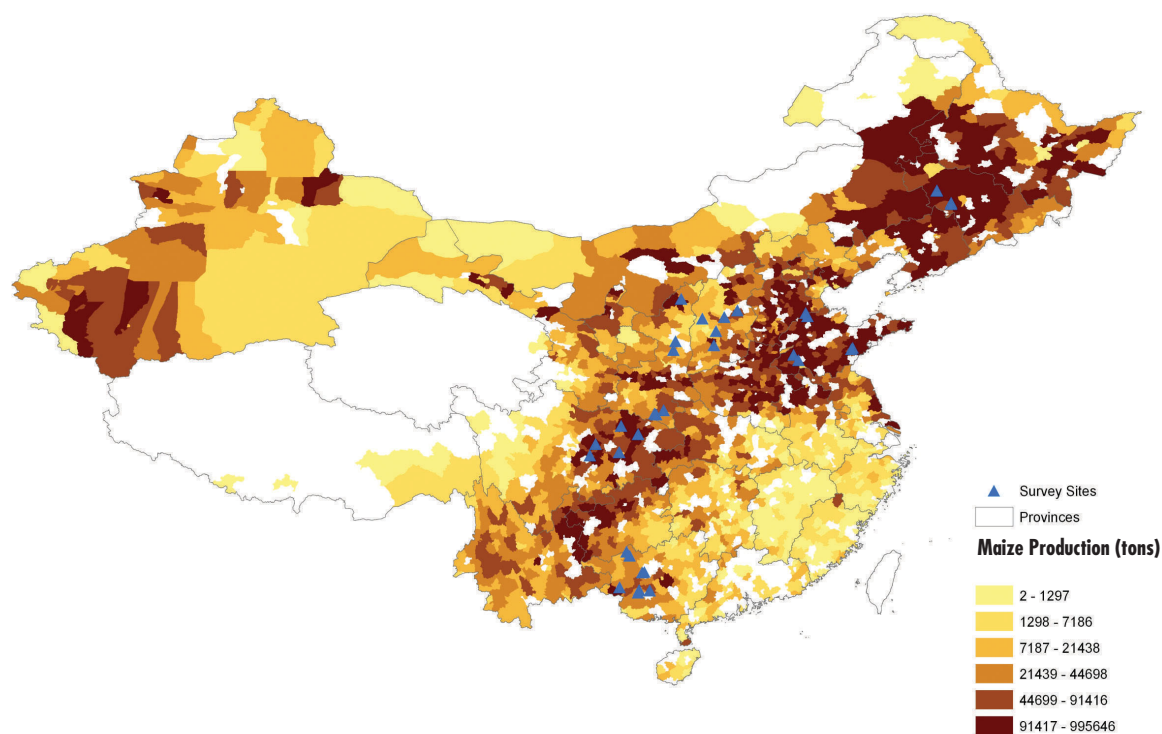 Survey Sites
Provinces
Maize Production (tons)
2 - 1297
1298 - 7186
7187 - 21438
21439 - 44698
44699 - 91416
91417 - 995646